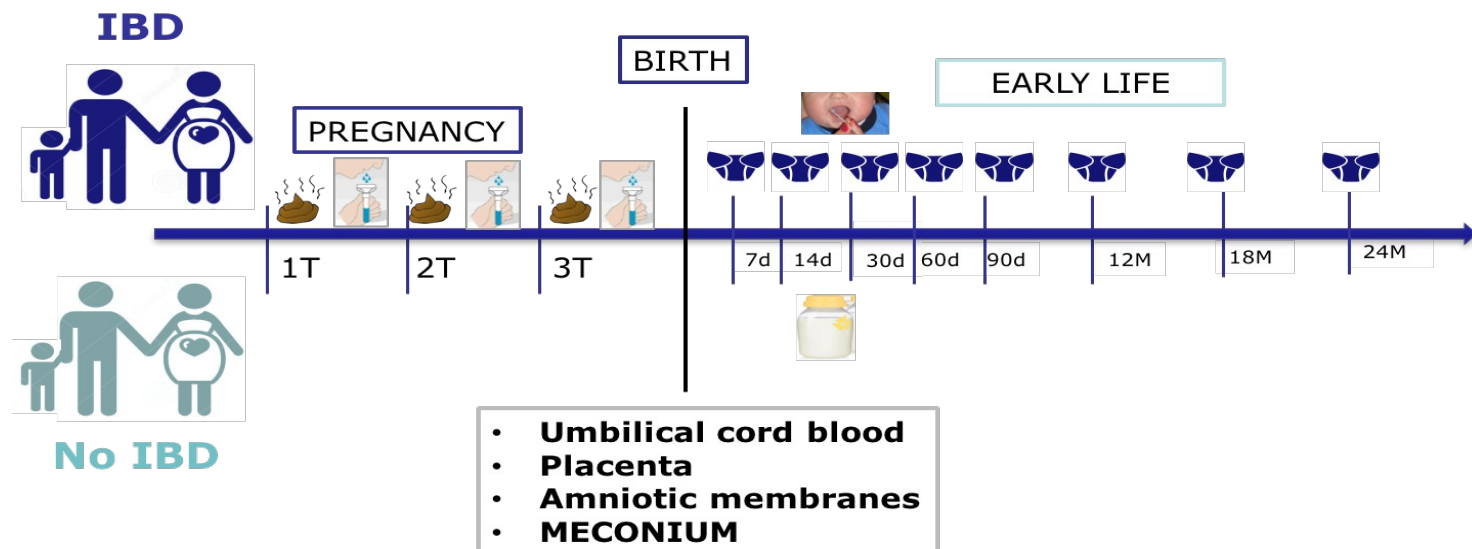 IBD
BIRTH
EARLY LIFE
PREGNANCY
1T
2T
3T
7d
14d
30d
60d
90d
12M
18M
24M
No IBD
• Umbilical cord blood
• Placenta
• Amniotic membranes
• MECONIUM